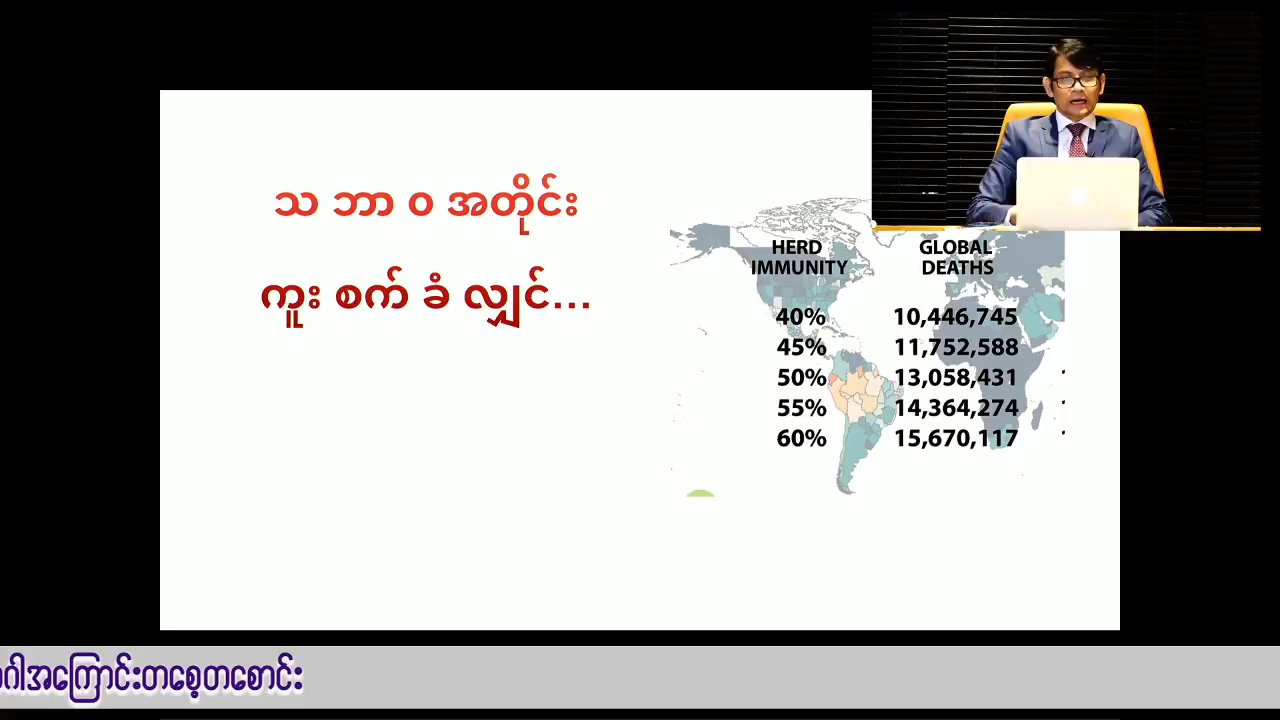 သ ဘာ ဝ အတိုင်း
ကူး စက် ခံ လျှင်...
HERD IMMUNITY GLOBAL DEATHS
40% 10,446,745
45% 11,752,588
50% 13,058,431
55% 14,364,274
60% 15,670,117
အကြောင်းတစေ့တစောင်း